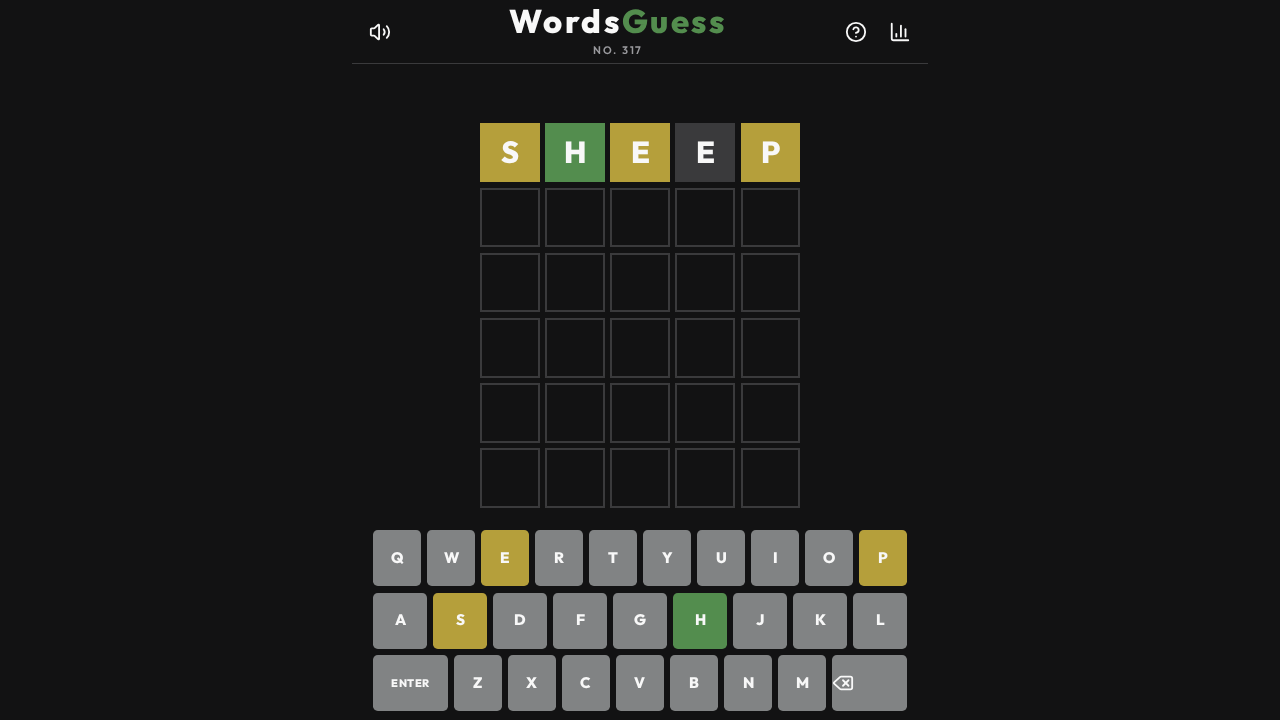 WordsGuess
NO. 317
S H E E P
Q W E R T Y U I O P
A S D F G H J K L
ENTER Z X C V B N M